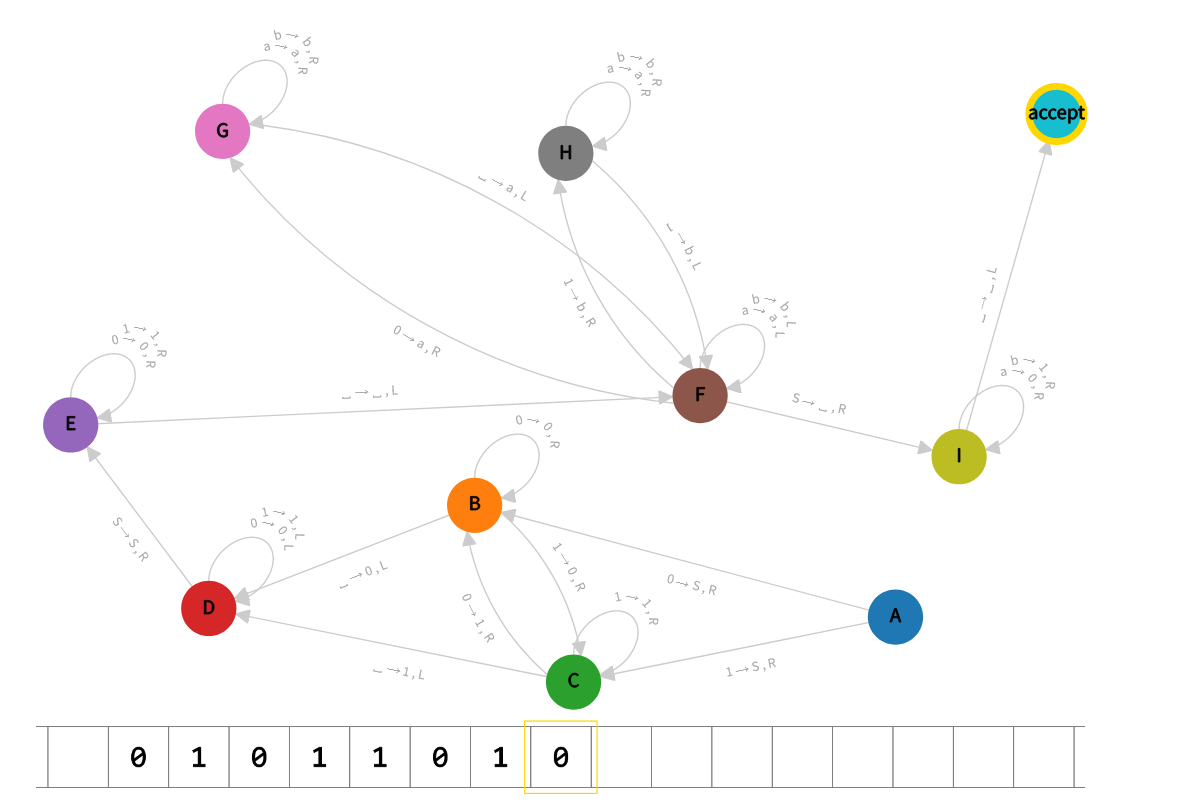 b→b,R
a→a,R
G
b→b,R
a→a,R
H
accept
␣→a,L
␣→b,L
1→b,R
0→a,R
b→b,L
a→a,L
F
1→1,R
0→0,R
E
␣→␣,L
S→␣,R
b→1,R
a→0,R
I
0→0,R
B
1→1,L
0→0,L
D
S→S,R
␣→0,L
1→0,R
0→1,R
1→1,R
C
␣→1,L
0→S,R
1→S,R
A
0 1 0 1 1 0 1 0